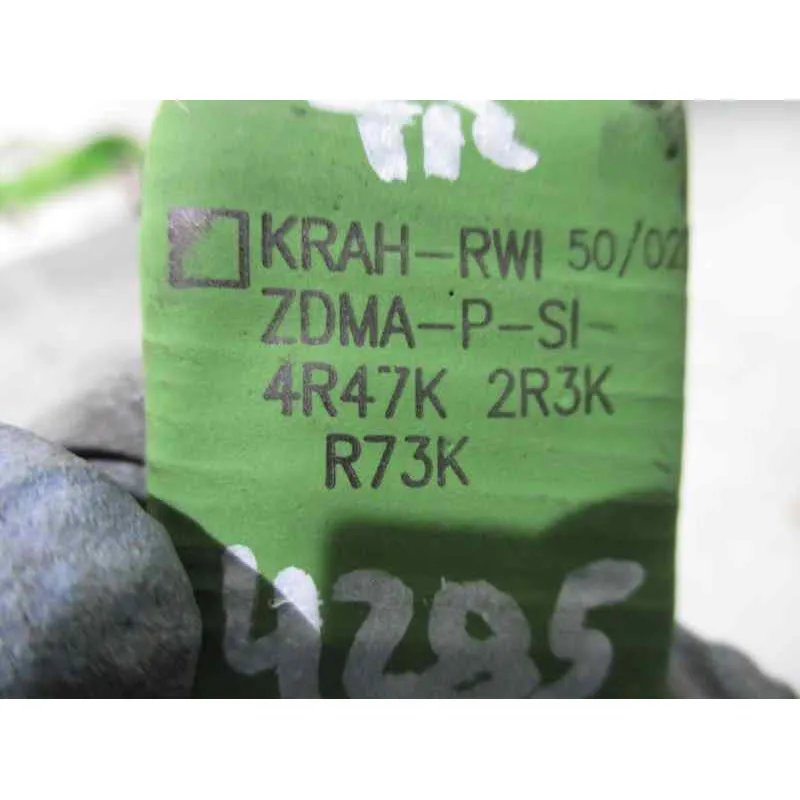 KRAH-RWI 50/02
ZDMA-P-SI-
4R47K 2R3K
R73K
4285